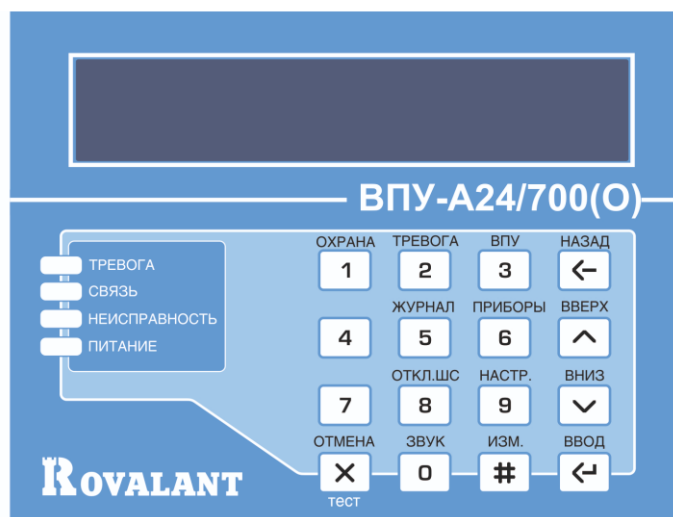 ВПУ-А24/700(О)
ТРЕВОГА
СВЯЗЬ
НЕИСПРАВНОСТЬ
ПИТАНИЕ
ОХРАНА ТРЕВОГА ВПУ НАЗАД
1 2 3 ←
ЖУРНАЛ ПРИБОРЫ ВВЕРХ
4 5 6
ОТКЛ.ШС НАСТР. ВНИЗ
7 8 9
ОТМЕНА ЗВУК ИЗМ. ВВОД
X 0 # ↵
тест
ROVALANT